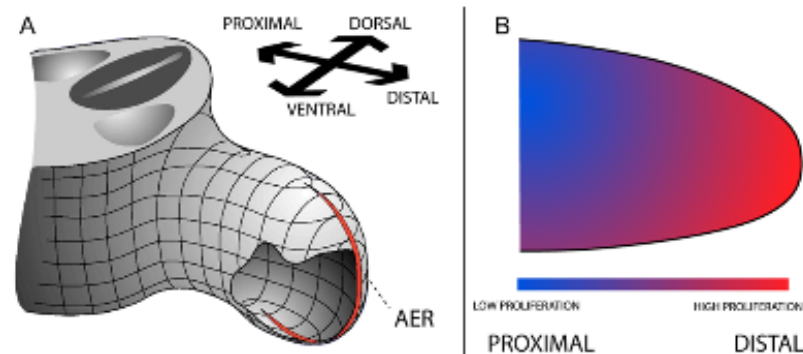 A
PROXIMAL
DORSAL
VENTRAL
DISTAL
AER
B
LOW PROLIFERATION
HIGH PROLIFERATION
PROXIMAL
DISTAL